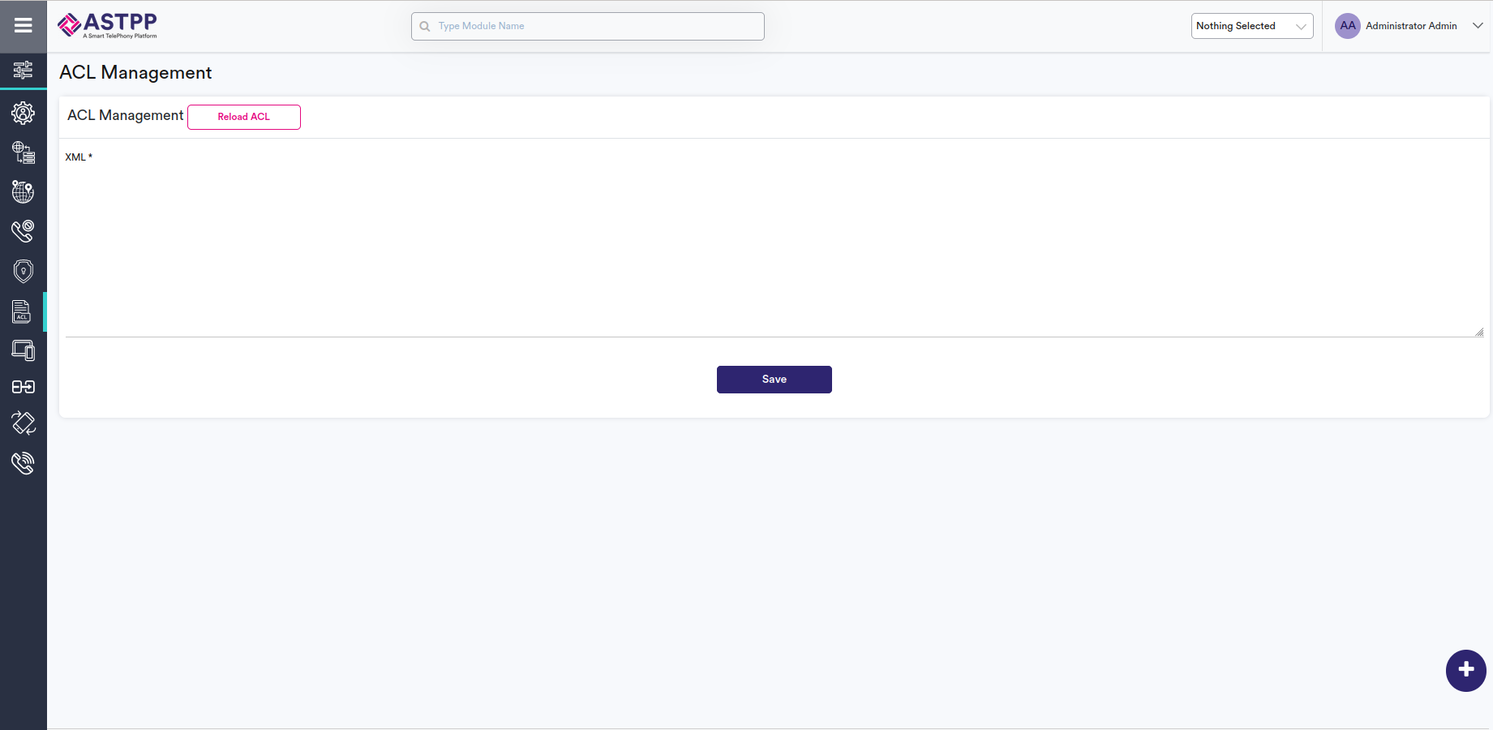 ASTPP
A Smart TelePhony Platform
Type Module Name
Nothing Selected
AA
Administrator Admin
ACL Management
ACL Management
Reload ACL
XML *
ACL
Save